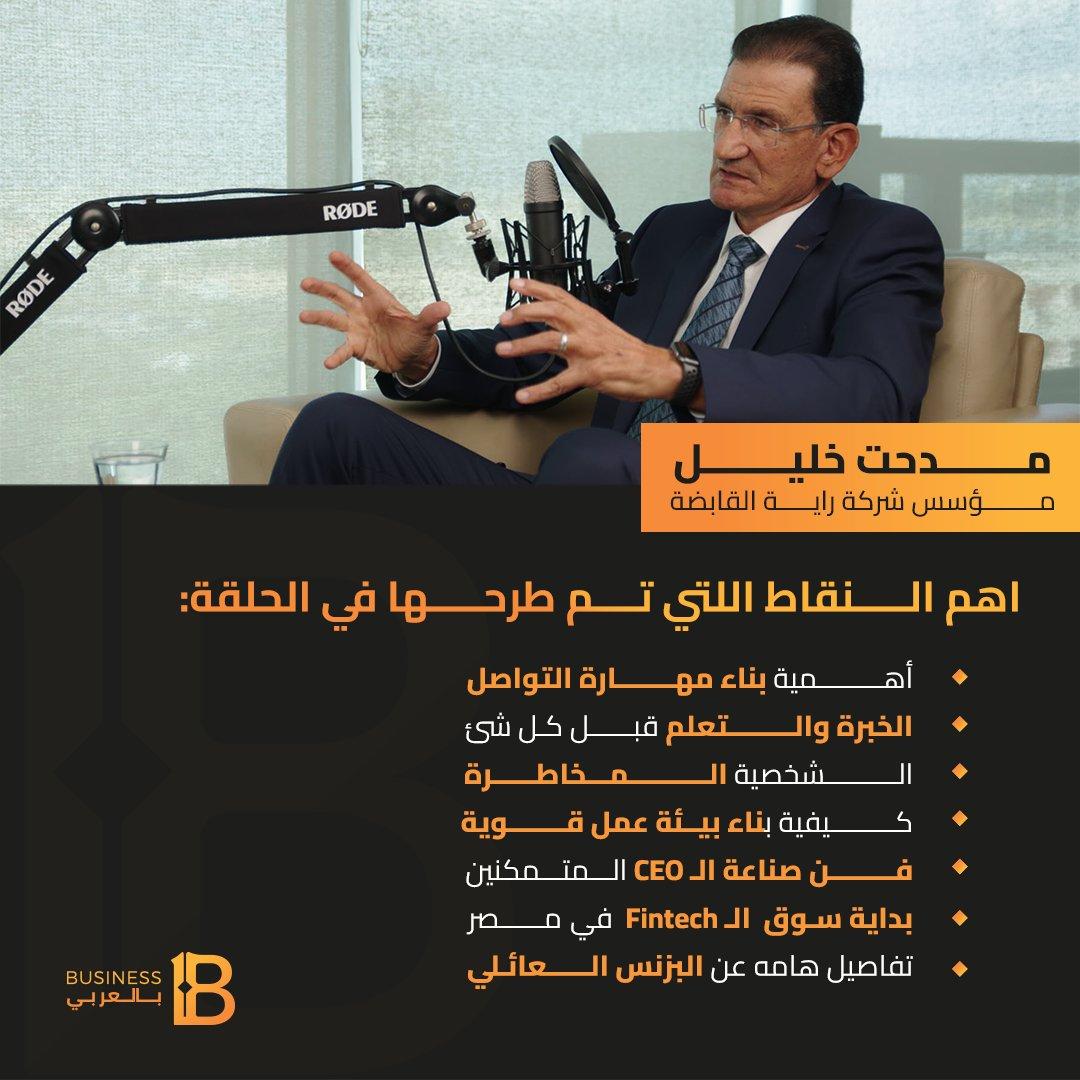 RØDE
RØDE
مدحت خليل
مؤسس شركة راية القابضة
اهم النقاط اللتي تم طرحها في الحلقة:
أهمية بناء مهارة التواصل
الخبرة والتعلم قبل كل شئ
الشخصية المخاطرة
كيفية بناء بيئة عمل قوية
فن صناعة الـ CEO المتمكنين
بداية سوق الـ Fintech في مصر
تفاصيل هامه عن البزنس العائلي
BUSINESS
بالعربي
B